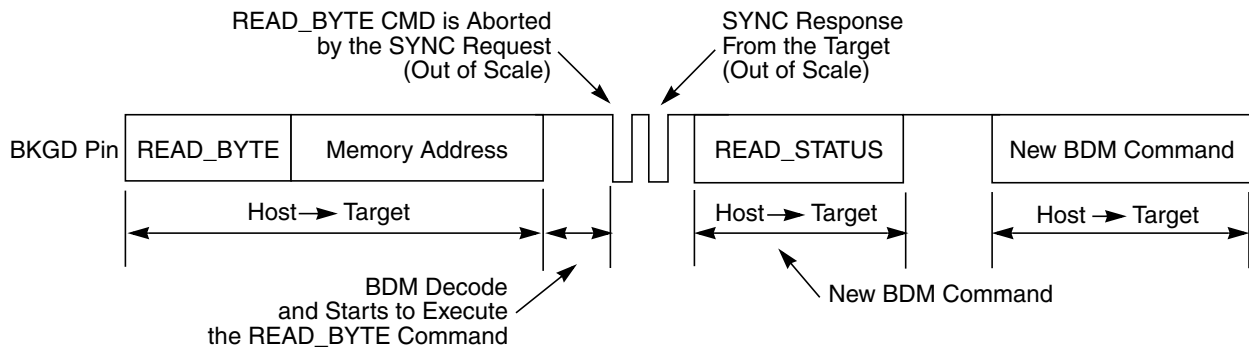 READ_BYTE CMD is Aborted
by the SYNC Request
(Out of Scale)
SYNC Response
From the Target
(Out of Scale)
BKGD Pin
READ_BYTE
Memory Address
READ_STATUS
New BDM Command
Host Target
Host Target
Host Target
BDM Decode
and Starts to Execute
the READ_BYTE Command
New BDM Command